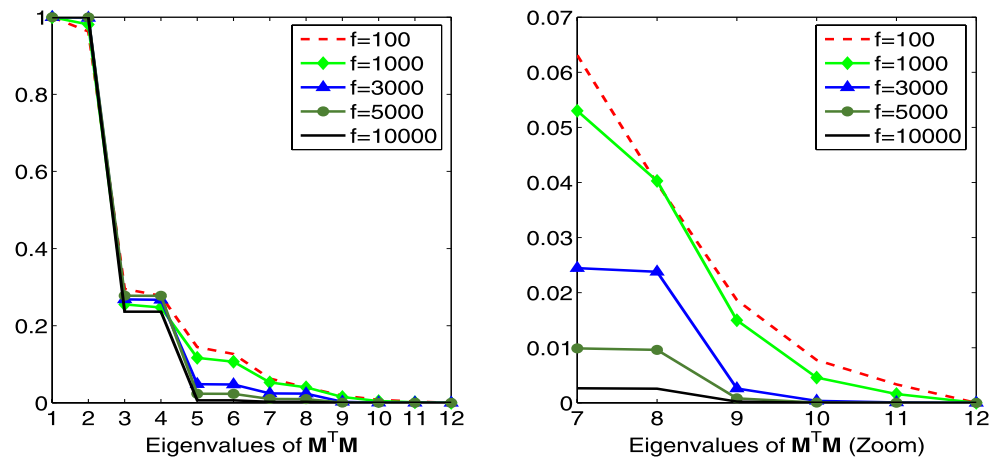 1
0.8
0.6
0.4
0.2
0
1 2 3 4 5 6 7 8 9 10 11 12
Eigenvalues of MᵀM
f=100
f=1000
f=3000
f=5000
f=10000
0.07
0.06
0.05
0.04
0.03
0.02
0.01
0
7 8 9 10 11 12
Eigenvalues of MᵀM (Zoom)
f=100
f=1000
f=3000
f=5000
f=10000